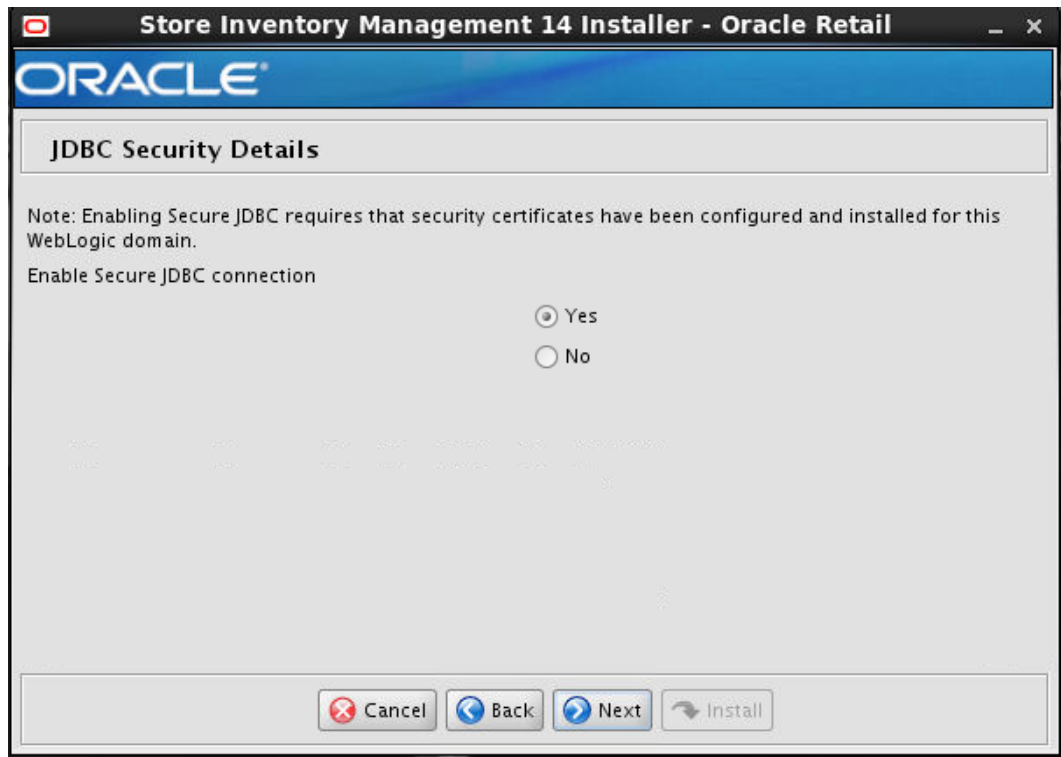 Store Inventory Management 14 Installer - Oracle Retail
ORACLE
JDBC Security Details
Note: Enabling Secure JDBC requires that security certificates have been configured and installed for this
WebLogic domain.
Enable Secure JDBC connection
Yes
No
Cancel Back Next Install